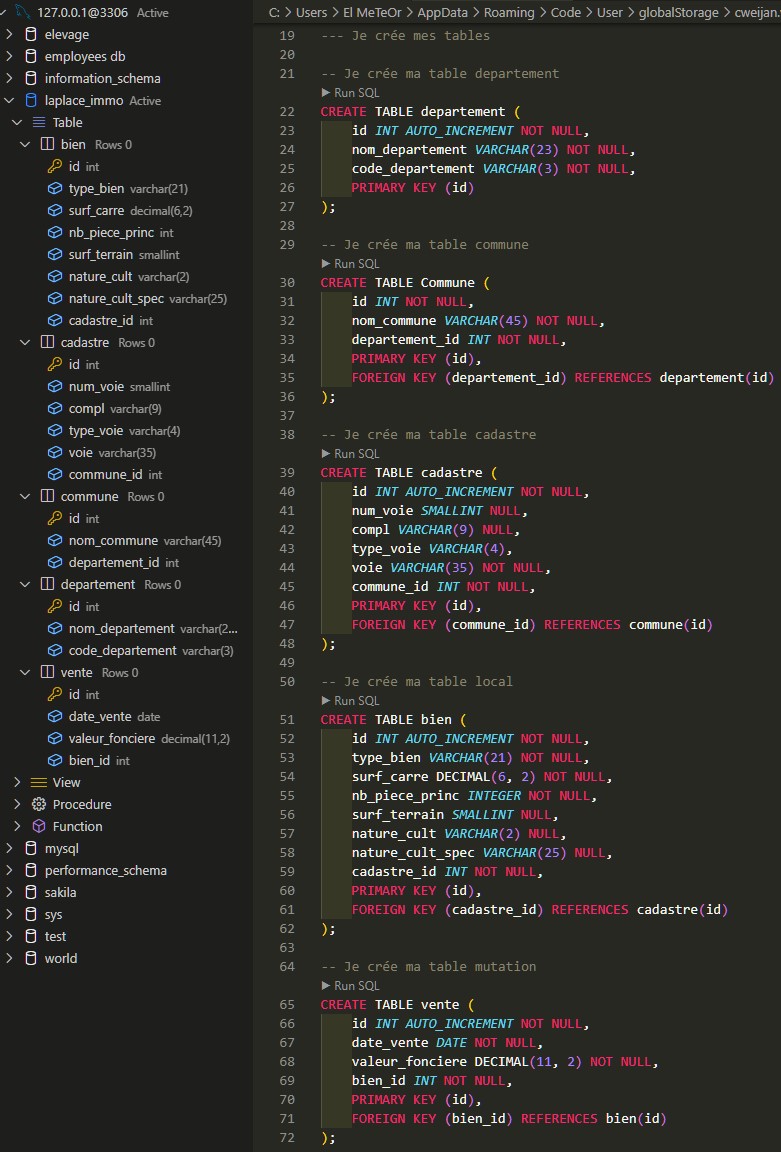 127.0.0.1@3306 Active
elevage
employees db
information_schema
laplace_immo Active
Table
bien Rows 0
id int
type_bien varchar(21)
surf_carre decimal(6,2)
nb_piece_princ int
surf_terrain smallint
nature_cult varchar(2)
nature_cult_spec varchar(25)
cadastre_id int
cadastre Rows 0
id int
num_voie smallint
compl varchar(9)
type_voie varchar(4)
voie varchar(35)
commune_id int
commune Rows 0
id int
nom_commune varchar(45)
departement_id int
departement Rows 0
id int
nom_departement varchar(2...
code_departement varchar(3)
vente Rows 0
id int
date_vente date
valeur_fonciere decimal(11,2)
bien_id int
View
Procedure
Function
mysql
performance_schema
sakila
sys
test
world
C: > Users > El MeTeOr > AppData > Roaming > Code > User > globalStorage > cweijan.
19 --- Je crée mes tables
20
21 -- Je crée ma table departement
Run SQL
22 CREATE TABLE departement (
23 id INT AUTO_INCREMENT NOT NULL,
24 nom_departement VARCHAR(23) NOT NULL,
25 code_departement VARCHAR(3) NOT NULL,
26 PRIMARY KEY (id)
27 );
28
29 -- Je crée ma table commune
Run SQL
30 CREATE TABLE Commune (
31 id INT NOT NULL,
32 nom_commune VARCHAR(45) NOT NULL,
33 departement_id INT NOT NULL,
34 PRIMARY KEY (id),
35 FOREIGN KEY (departement_id) REFERENCES departement(id)
36 );
37
38 -- Je crée ma table cadastre
Run SQL
39 CREATE TABLE cadastre (
40 id INT AUTO_INCREMENT NOT NULL,
41 num_voie SMALLINT NULL,
42 compl VARCHAR(9) NULL,
43 type_voie VARCHAR(4),
44 voie VARCHAR(35) NOT NULL,
45 commune_id INT NOT NULL,
46 PRIMARY KEY (id),
47 FOREIGN KEY (commune_id) REFERENCES commune(id)
48 );
49
50 -- Je crée ma table local
Run SQL
51 CREATE TABLE bien (
52 id INT AUTO_INCREMENT NOT NULL,
53 type_bien VARCHAR(21) NOT NULL,
54 surf_carre DECIMAL(6, 2) NOT NULL,
55 nb_piece_princ INTEGER NOT NULL,
56 surf_terrain SMALLINT NULL,
57 nature_cult VARCHAR(2) NULL,
58 nature_cult_spec VARCHAR(25) NULL,
59 cadastre_id INT NOT NULL,
60 PRIMARY KEY (id),
61 FOREIGN KEY (cadastre_id) REFERENCES cadastre(id)
62 );
63
64 -- Je crée ma table mutation
Run SQL
65 CREATE TABLE vente (
66 id INT AUTO_INCREMENT NOT NULL,
67 date_vente DATE NOT NULL,
68 valeur_fonciere DECIMAL(11, 2) NOT NULL,
69 bien_id INT NOT NULL,
70 PRIMARY KEY (id),
71 FOREIGN KEY (bien_id) REFERENCES bien(id)
72 );